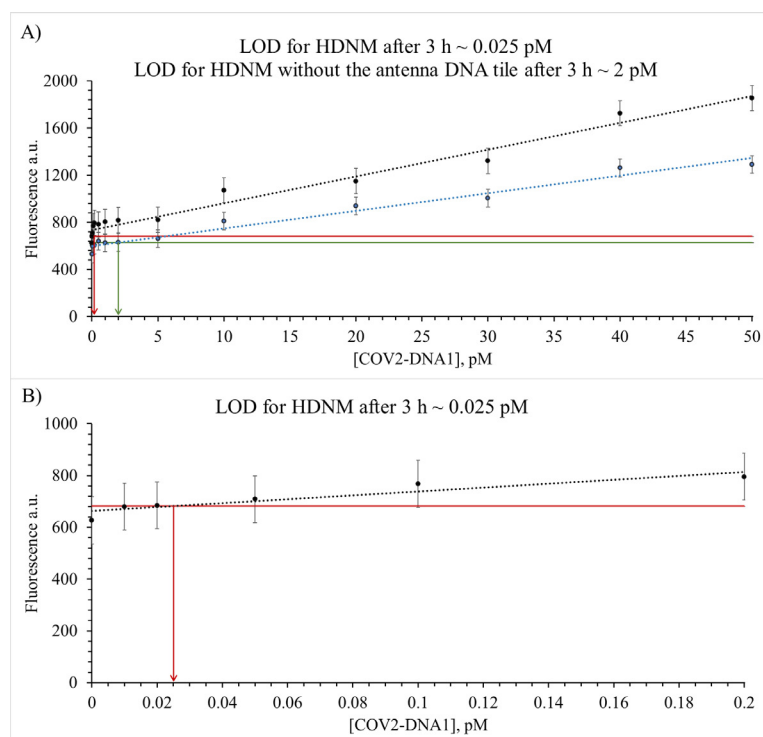 A)
LOD for HDNM after 3 h ~ 0.025 pM
LOD for HDNM without the antenna DNA tile after 3 h ~ 2 pM
Fluorescence a.u.
2000
1600
1200
800
400
0
0 5 10 15 20 25 30 35 40 45 50
[COV2-DNA1], pM
B)
LOD for HDNM after 3 h ~ 0.025 pM
Fluorescence a.u.
1000
800
600
400
200
0
0 0.02 0.04 0.06 0.08 0.1 0.12 0.14 0.16 0.18 0.2
[COV2-DNA1], pM